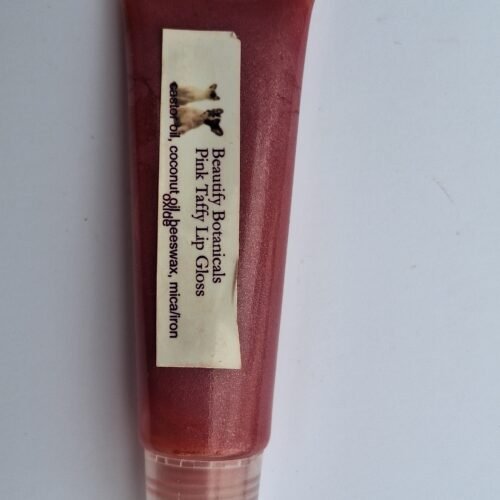 Beautify Botanicals
Pink Taffy Lip Gloss
castor oil, coconut oil, beeswax, mica/iron
oxide